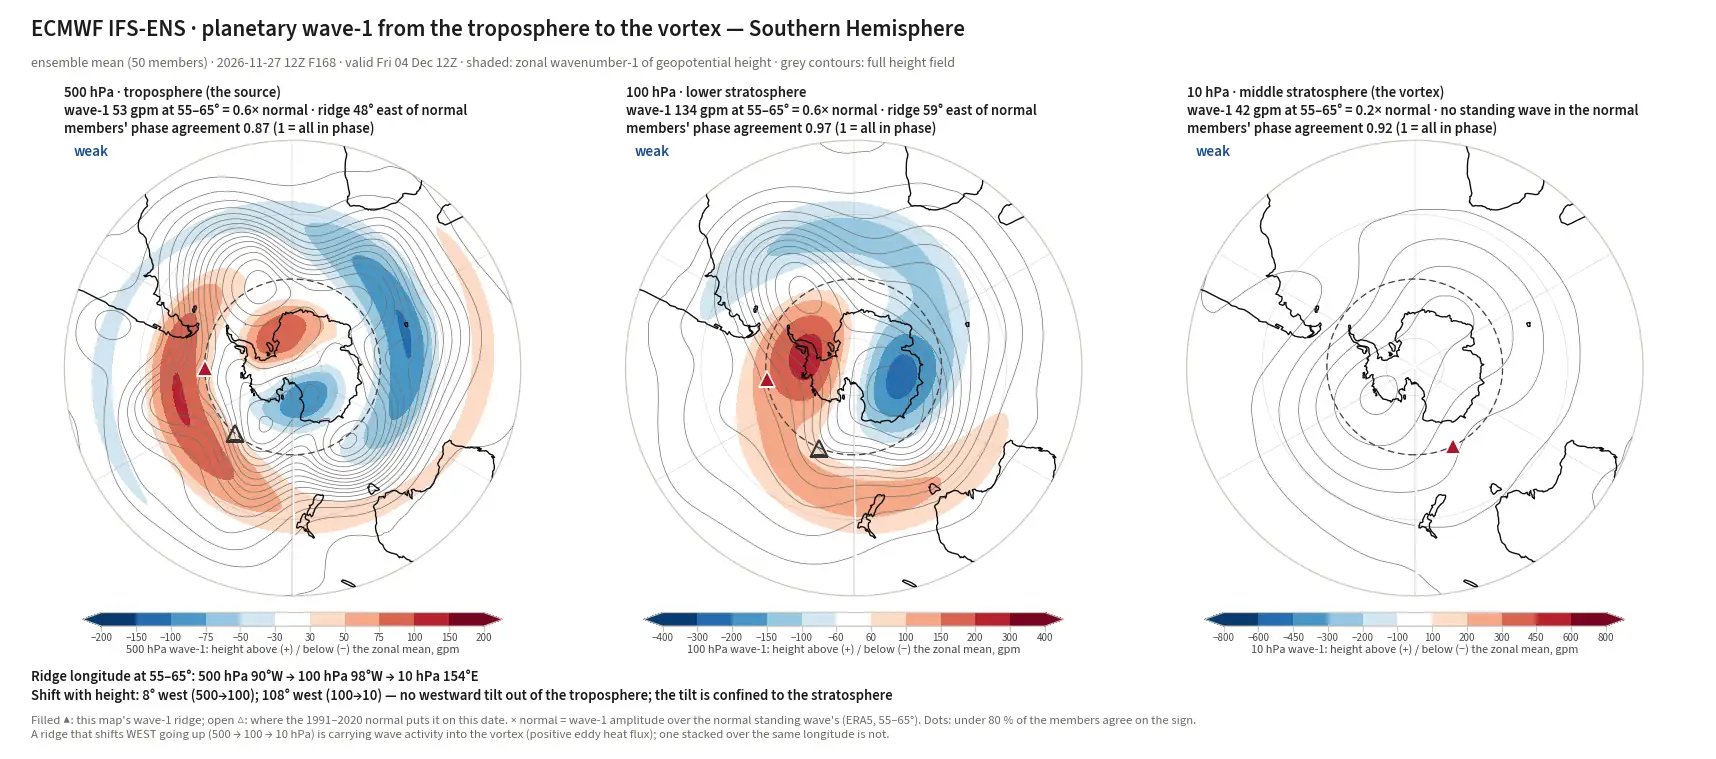 ECMWF IFS-ENS · planetary wave-1 from the troposphere to the vortex — Southern Hemisphere
ensemble mean (50 members) · 2026-11-27 12Z F168 · valid Fri 04 Dec 12Z · shaded: zonal wavenumber-1 of geopotential height · grey contours: full height field
500 hPa · troposphere (the source)
wave-1 53 gpm at 55–65° = 0.6× normal · ridge 48° east of normal
members' phase agreement 0.87 (1 = all in phase)
weak
100 hPa · lower stratosphere
wave-1 134 gpm at 55–65° = 0.6× normal · ridge 59° east of normal
members' phase agreement 0.97 (1 = all in phase)
weak
10 hPa · middle stratosphere (the vortex)
wave-1 42 gpm at 55–65° = 0.2× normal · no standing wave in the normal
members' phase agreement 0.92 (1 = all in phase)
weak
−200 −150 −100 −75 −50 −30 30 50 75 100 150 200
500 hPa wave-1: height above (+) / below (−) the zonal mean, gpm
−400 −300 −200 −150 −100 −60 60 100 150 200 300 400
100 hPa wave-1: height above (+) / below (−) the zonal mean, gpm
−800 −600 −450 −300 −200 −100 100 200 300 450 600 800
10 hPa wave-1: height above (+) / below (−) the zonal mean, gpm
Ridge longitude at 55–65°: 500 hPa 90°W → 100 hPa 98°W → 10 hPa 154°E
Shift with height: 8° west (500→100); 108° west (100→10) — no westward tilt out of the troposphere; the tilt is confined to the stratosphere
Filled ▲: this map's wave-1 ridge; open △: where the 1991–2020 normal puts it on this date. × normal = wave-1 amplitude over the normal standing wave's (ERA5, 55–65°). Dots: under 80 % of the members agree on the sign.
A ridge that shifts WEST going up (500 → 100 → 10 hPa) is carrying wave activity into the vortex (positive eddy heat flux); one stacked over the same longitude is not.